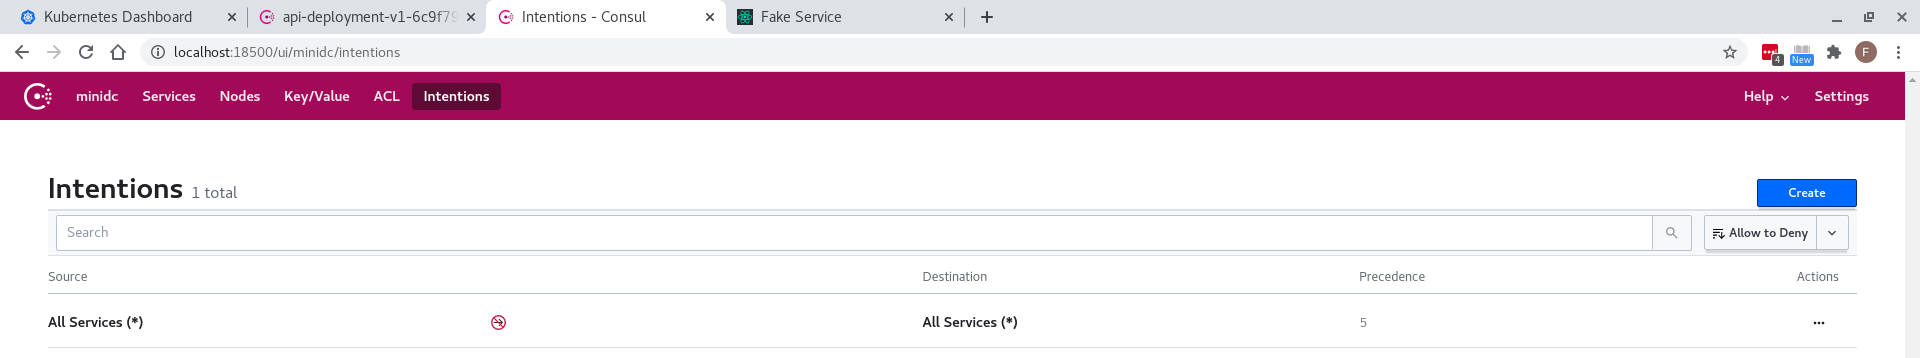 Kubernetes Dashboard
api-deployment-v1-6c9f79
Intentions - Consul
Fake Service
localhost:18500/ui/minidc/intentions
4
New
F
minidc Services Nodes Key/Value ACL Intentions Help Settings
Intentions 1 total
Create
Search
Allow to Deny
Source Destination Precedence Actions
All Services (*) All Services (*) 5